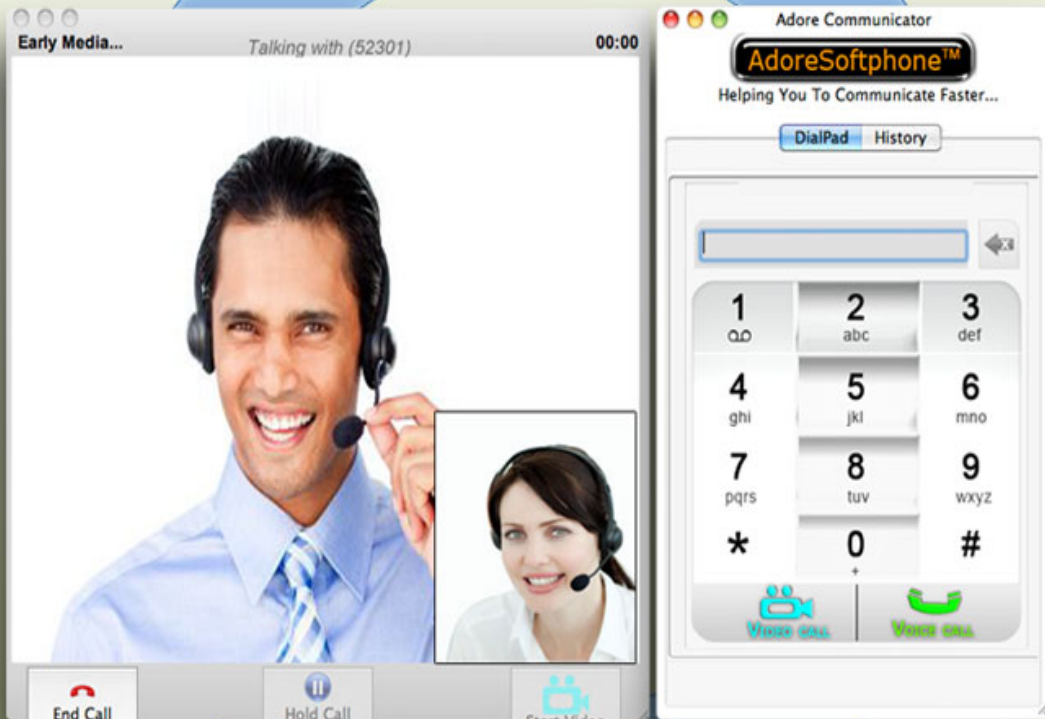 Early Media...
Talking with (52301)
00:00
End Call
Hold Call
Start Video
Adore Communicator
AdoreSoftphone™
Helping You To Communicate Faster...
DialPad
History
1
2
abc
3
def
4
ghi
5
jkl
6
mno
7
pqrs
8
tuv
9
wxyz
*
0
+
#
Video call
Voice call